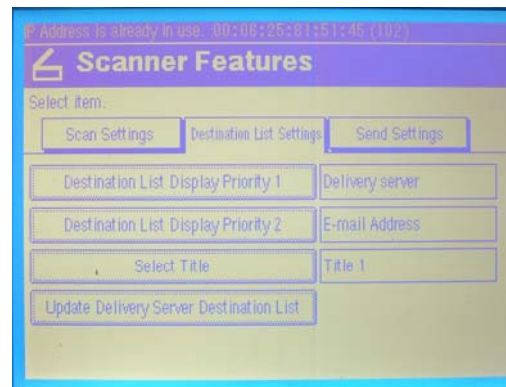 IP Address is already in use. 00:06:25:81:51:45 (102)
Scanner Features
Select item.
Scan Settings Destination List Settings Send Settings
Destination List Display Priority 1 Delivery server
Destination List Display Priority 2 E-mail Address
Select Title Title 1
Update Delivery Server Destination List